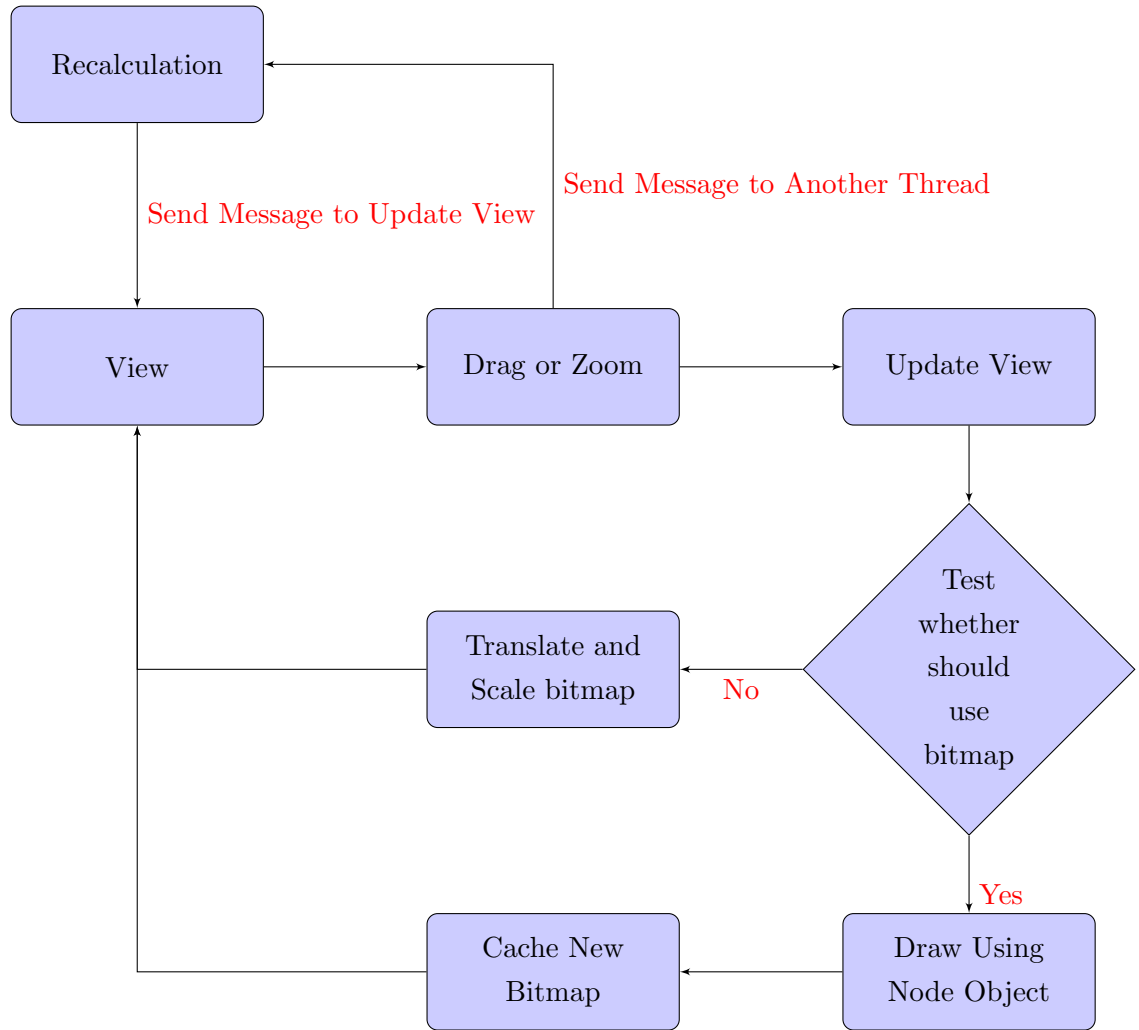 Recalculation
Send Message to Another Thread
Send Message to Update View
View
Drag or Zoom
Update View
Test
whether
should
use
bitmap
Translate and
Scale bitmap
No
Yes
Cache New
Bitmap
Draw Using
Node Object